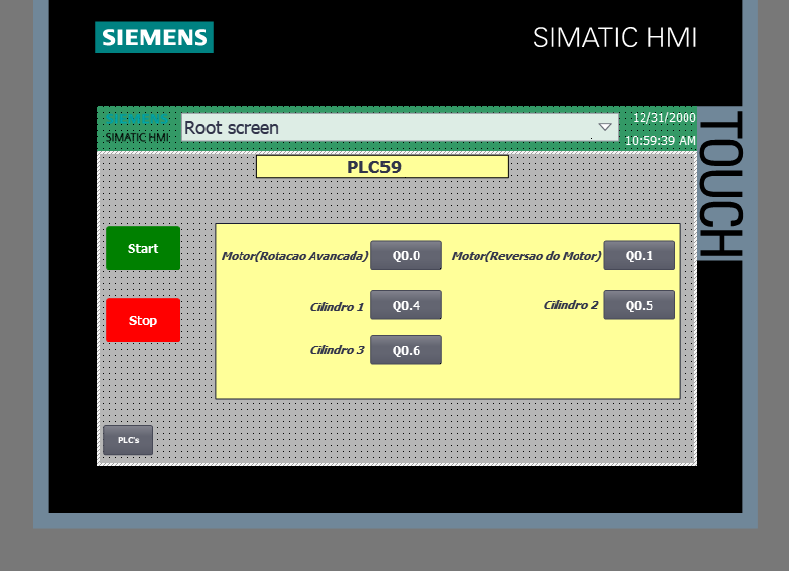 SIEMENS
SIMATIC HMI
SIEMENS
SIMATIC HMI
Root screen
12/31/2000
10:59:39 AM
TOUCH
PLC59
Start
Stop
Motor(Rotacao Avancada) Q0.0 Motor(Reversao do Motor) Q0.1
Cilindro 1 Q0.4 Cilindro 2 Q0.5
Cilindro 3 Q0.6
PLC's